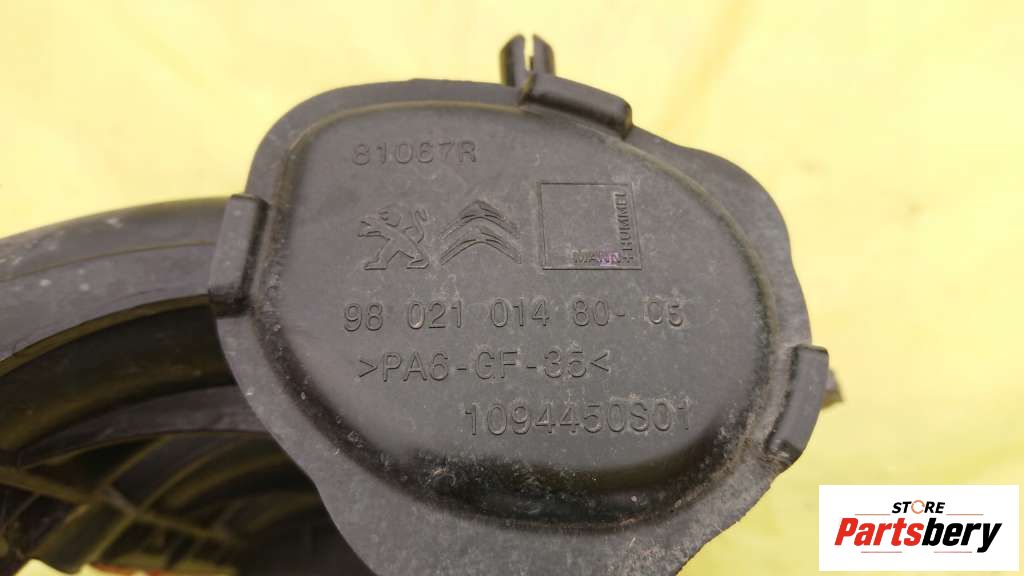 81067R
MANN+
HUMMEL
98 021 014 80- 05
>PA6-GF-35<
1094450S01
STORE
Partsbery